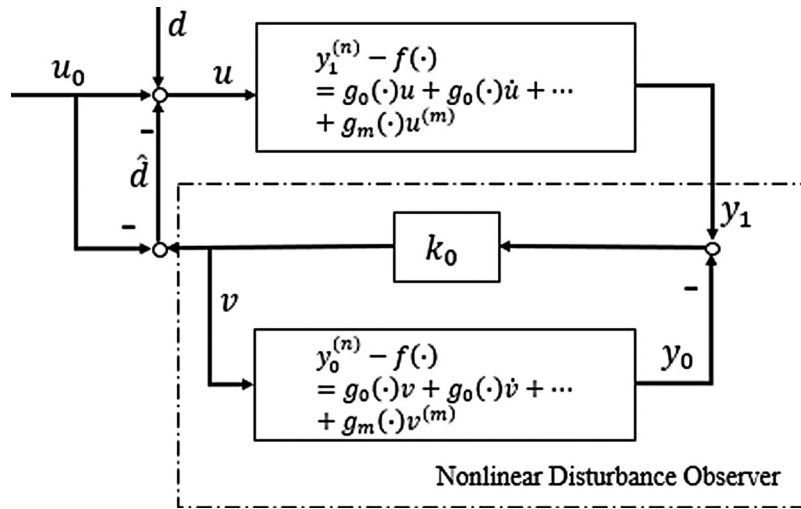 d
u₀
u
y₁⁽ⁿ⁾ − f(·)
= g₀(·)u + g₀(·)u̇ + ⋯
+ gₘ(·)u⁽ᵐ⁾
-
d̂
-
y₁
k₀
-
v
y₀⁽ⁿ⁾ − f(·)
= g₀(·)v + g₀(·)v̇ + ⋯
+ gₘ(·)v⁽ᵐ⁾
y₀
Nonlinear Disturbance Observer